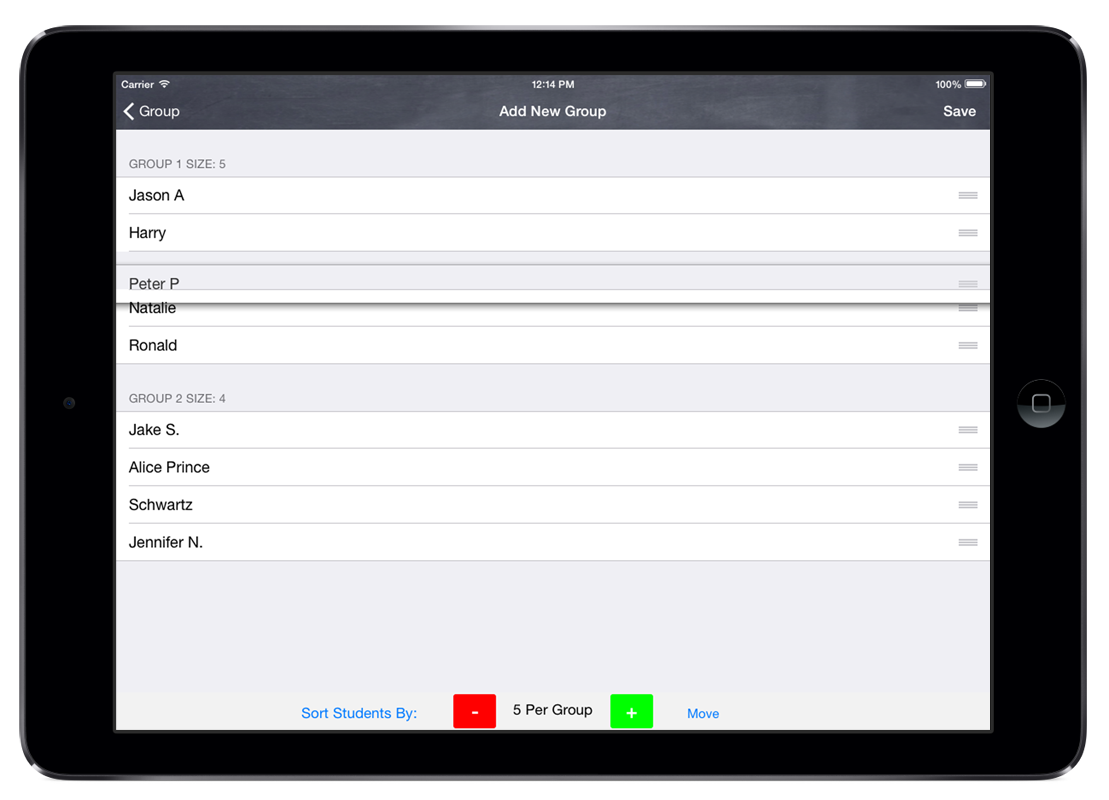 Carrier 12:14 PM 100%
Group Add New Group Save
GROUP 1 SIZE: 5
Jason A
Harry
Peter P
Natalie
Ronald
GROUP 2 SIZE: 4
Jake S.
Alice Prince
Schwartz
Jennifer N.
Sort Students By: - 5 Per Group + Move